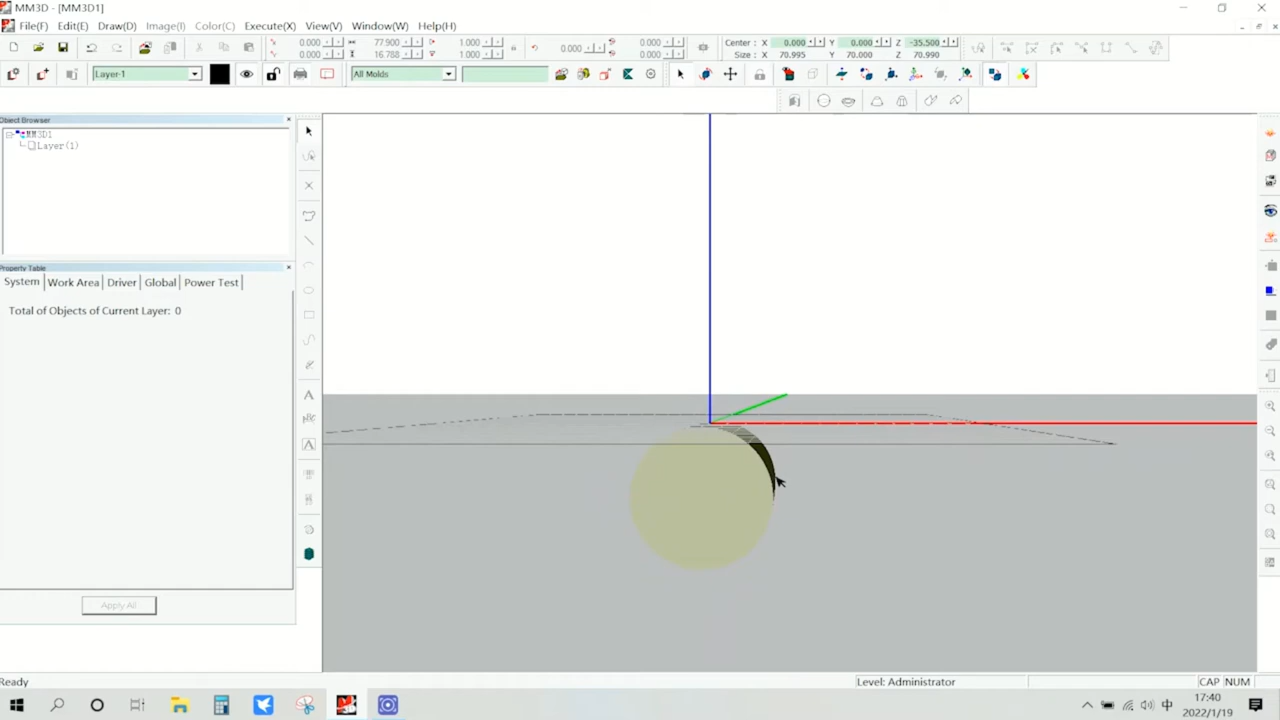 MM3D - [MM3D1]
File(F) Edit(E) Draw(D) Image(I) Color(C) Execute(X) View(V) Window(W) Help(H)
0.000 77.900 1.000 0.000 0.000 Center : X 0.000 Y 0.000 Z -35.500
0.000 16.788 1.000 0.000 Size : X 70.995 70.000 70.990
Layer-1 All Molds
Object Browser
MM3D1
Layer(1)
Property Table
System Work Area Driver Global Power Test
Total of Objects of Current Layer: 0
Apply All
Ready Level: Administrator CAP NUM
中 17:40
2022/1/19